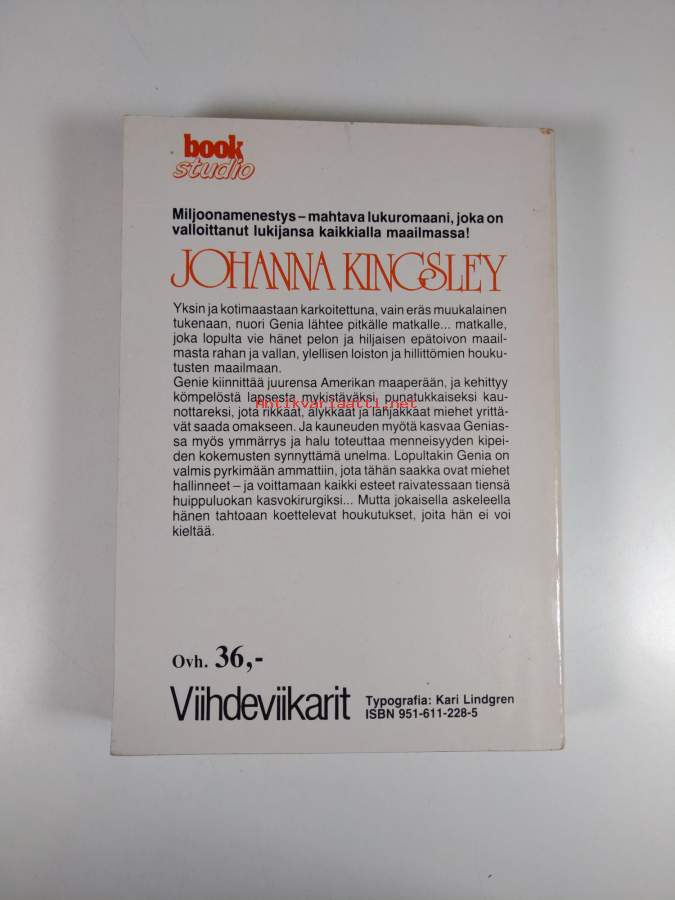 book
studio
Miljoonamenestys – mahtava lukuromaani, joka on
valloittanut lukijansa kaikkialla maailmassa!
JOHANNA KINGSLEY
Yksin ja kotimaastaan karkoitettuna, vain eräs muukalainen
tukenaan, nuori Genia lähtee pitkälle matkalle... matkalle,
joka lopulta vie hänet pelon ja hiljaisen epätoivon maail-
masta rahan ja vallan, ylellisen loiston ja hillittömien houku-
tusten maailmaan.
Genie kiinnittää juurensa Amerikan maaperään, ja kehittyy
kömpelöstä lapsesta mykistäväksi, punatukkaiseksi kau-
Antikvariaatti.net
nottareksi, jota rikkaat, älykkäät ja lahjakkaat miehet yrittä-
vät saada omakseen. Ja kauneuden myötä kasvaa Genias-
sa myös ymmärrys ja halu toteuttaa menneisyyden kipei-
den kokemusten synnyttämä unelma. Lopultakin Genia on
valmis pyrkimään ammattiin, jota tähän saakka ovat miehet
hallinneet – ja voittamaan kaikki esteet raivatessaan tiensä
huippuluokan kasvokirurgiksi... Mutta jokaisella askeleella
hänen tahtoaan koettelevat houkutukset, joita hän ei voi
kieltää.
Ovh. 36,-
Viihdeviikarit
Typografia: Kari Lindgren
ISBN 951-611-228-5